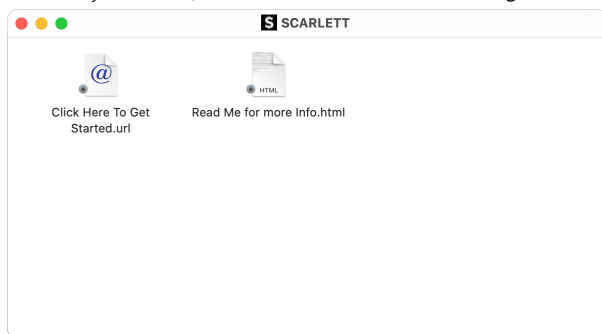 S SCARLETT
@
HTML
Click Here To Get
Started.url
Read Me for more Info.html